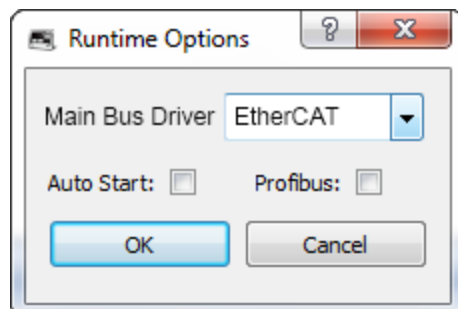 Runtime Options
Main Bus Driver EtherCAT
Auto Start: Profibus:
OK Cancel